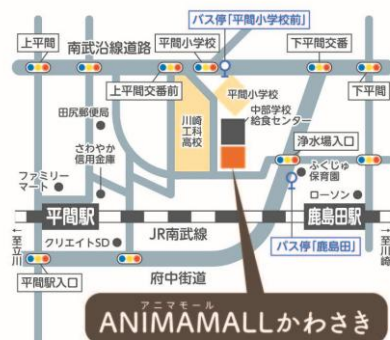 バス停「平間小学校前」
上平間
南武沿線道路
平間小学校
下平間交番
上平間交番前
平間小学校
下平間
田尻郵便局
川崎
工科
高校
中部学校
給食センター
浄水場入口
さわやか
信用金庫
ふくじゅ
保育園
ファミリー
マート
ローソン
平間駅
鹿島田駅
JR南武線
←至立川
クリエイトSD
バス停「鹿島田」
至川崎→
平間駅入口
府中街道
アニマモール
ANIMAMALLかわさき